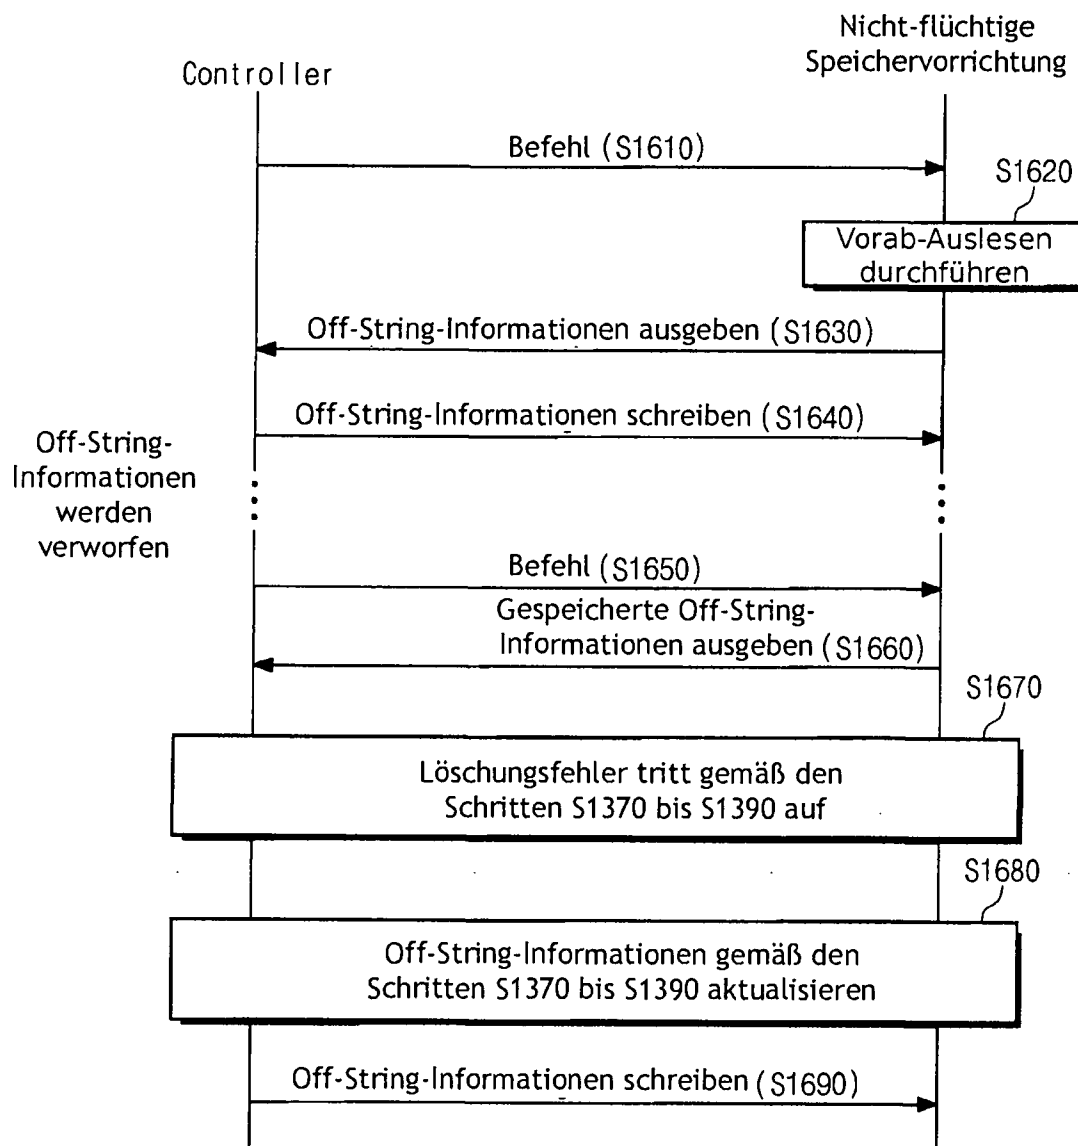 Controller
Nicht-flüchtige
Speichervorrichtung
Befehl (S1610)
S1620
Vorab-Auslesen
durchführen
Off-String-Informationen ausgeben (S1630)
Off-String-Informationen schreiben (S1640)
Off-String-
Informationen
werden
verworfen
Befehl (S1650)
Gespeicherte Off-String-
Informationen ausgeben (S1660)
S1670
Löschungsfehler tritt gemäß den
Schritten S1370 bis S1390 auf
S1680
Off-String-Informationen gemäß den
Schritten S1370 bis S1390 aktualisieren
Off-String-Informationen schreiben (S1690)